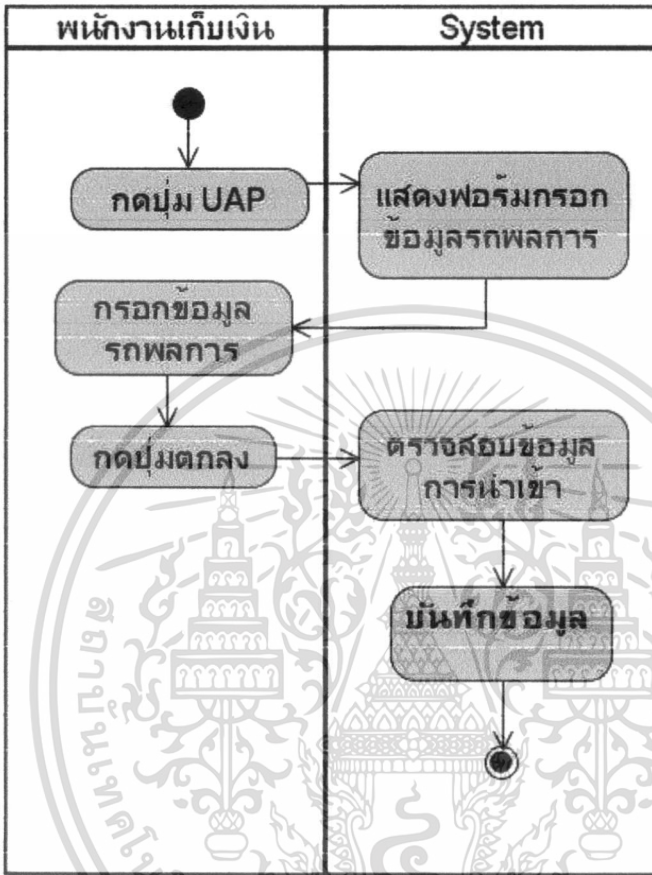 พนักงานเก็บเงิน
System
กดปุ่ม UAP
แสดงฟอร์มกรอก
ข้อมูลรถพลการ
กรอกข้อมูล
รถพลการ
กดปุ่มตกลง
ตรวจสอบข้อมูล
การนำเข้า
บันทึกข้อมูล